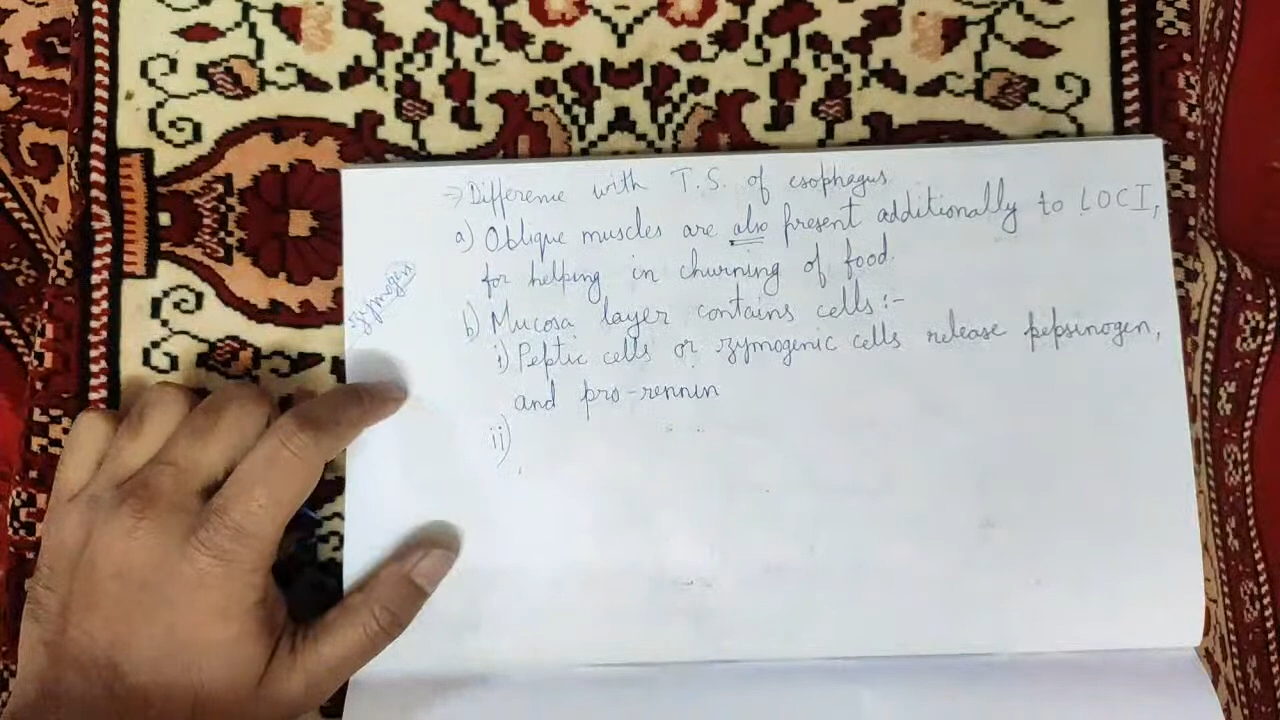 ⇒ Difference with T.S. of esophagus
a) Oblique muscles are also present additionally to LOCI,
for helping in churning of food.
b) Mucosa layer contains cells:-
i) Peptic cells or zymogenic cells release pepsinogen,
and pro-rennin
ii)